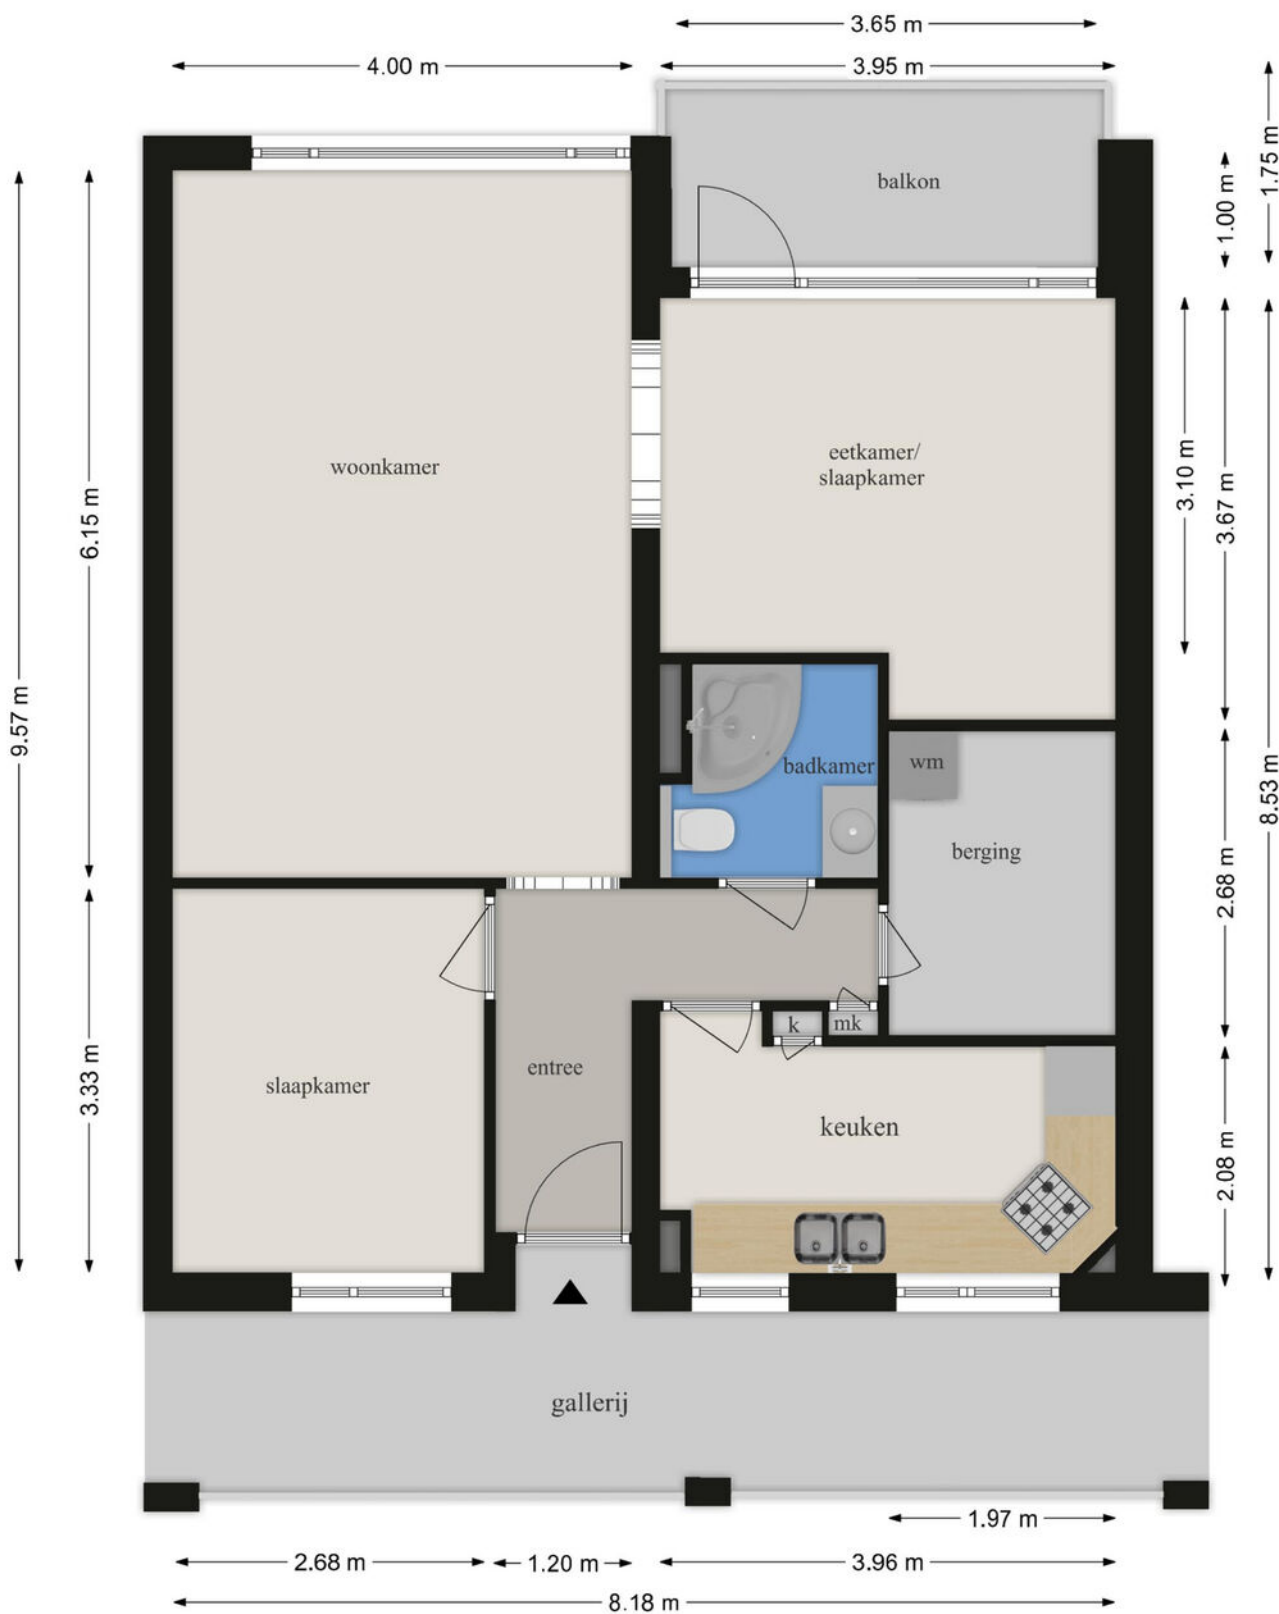 3.65 m
4.00 m
3.95 m
1.75 m
1.00 m
balkon
9.57 m
6.15 m
woonkamer
eetkamer/
slaapkamer
3.10 m
3.67 m
8.53 m
badkamer
wm
berging
2.68 m
3.33 m
slaapkamer
entree
k
mk
keuken
2.08 m
gallerij
1.97 m
2.68 m
1.20 m
3.96 m
8.18 m